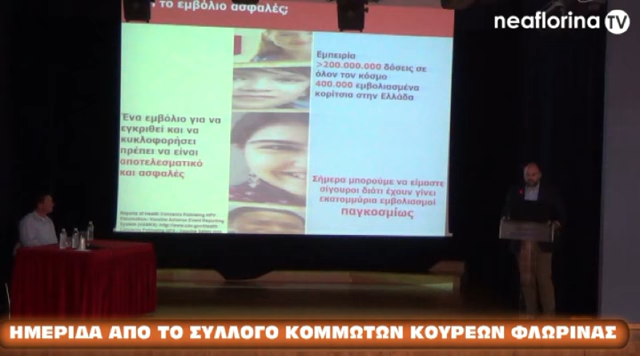 neaflorina TV
το εμβόλιο ασφαλές;
Εμπειρία
>200.000.000 δόσεις σε
όλον τον κόσμο
400.000 εμβολιασμένα
κορίτσια στην Ελλάδα
Ένα εμβόλιο για να
εγκριθεί και να
κυκλοφορήσει
πρέπει να είναι
αποτελεσματικό
και ασφαλές
Σήμερα μπορούμε να είμαστε
σίγουροι διότι έχουν γίνει
εκατομμύρια εμβολιασμοί
παγκοσμίως
ΗΜΕΡΙΔΑ ΑΠΟ ΤΟ ΣΥΛΛΟΓΟ ΚΟΜΜΩΤΩΝ ΚΟΥΡΕΩΝ ΦΛΩΡΙΝΑΣ